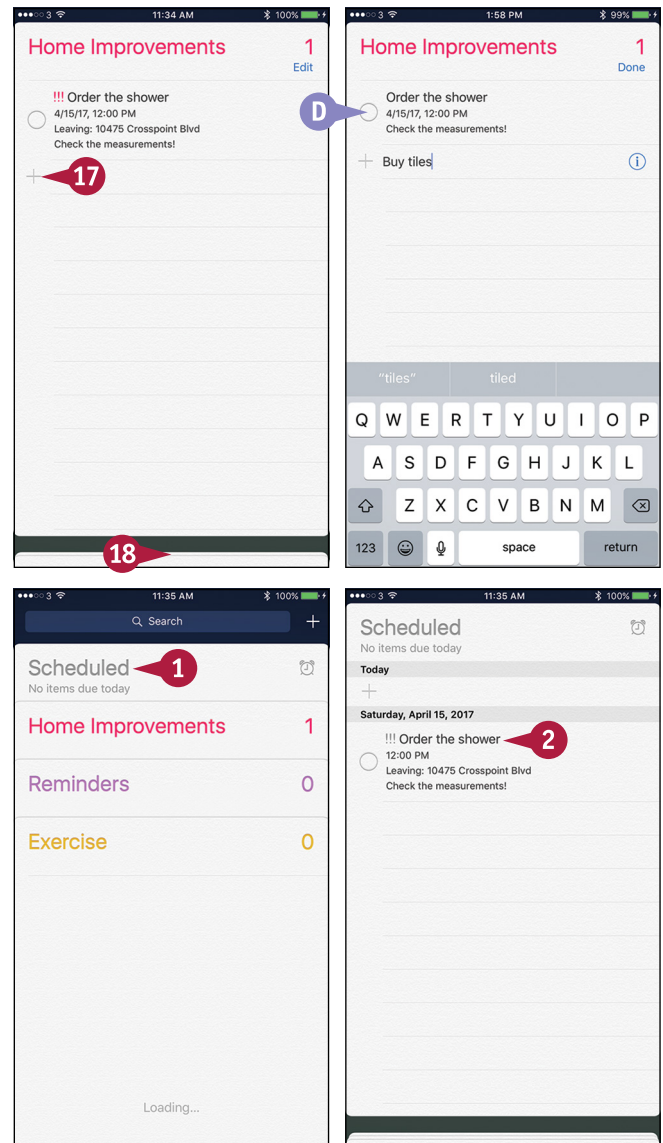 3 11:34 AM 100%
Home Improvements 1
Edit
!!! Order the shower
4/15/17, 12:00 PM
Leaving: 10475 Crosspoint Blvd
Check the measurements!
17
18
3 1:58 PM 99%
Home Improvements 1
Done
Order the shower
D
4/15/17, 12:00 PM
Check the measurements!
Buy tiles
"tiles" tiled
Q W E R T Y U I O P
A S D F G H J K L
Z X C V B N M
123 space return
3 11:35 AM 100%
Search
Scheduled
1
No items due today
Home Improvements 1
Reminders 0
Exercise 0
Loading...
3 11:35 AM 100%
Scheduled
No items due today
Today
Saturday, April 15, 2017
!!! Order the shower
2
12:00 PM
Leaving: 10475 Crosspoint Blvd
Check the measurements!